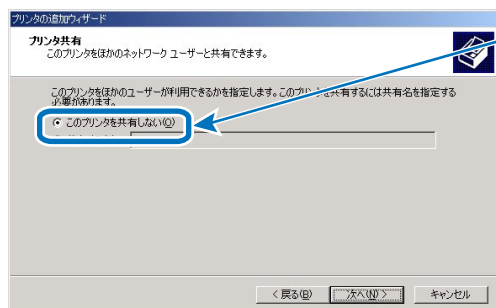 プリンタの追加ウィザード
プリンタ共有
このプリンタをほかのネットワーク ユーザーと共有できます。
このプリンタをほかのユーザーが利用できるかを指定します。このプリンタを共有するには共有名を指定する
必要があります。
このプリンタを共有しない(O)
< 戻る(B)
次へ(N) >
キャンセル